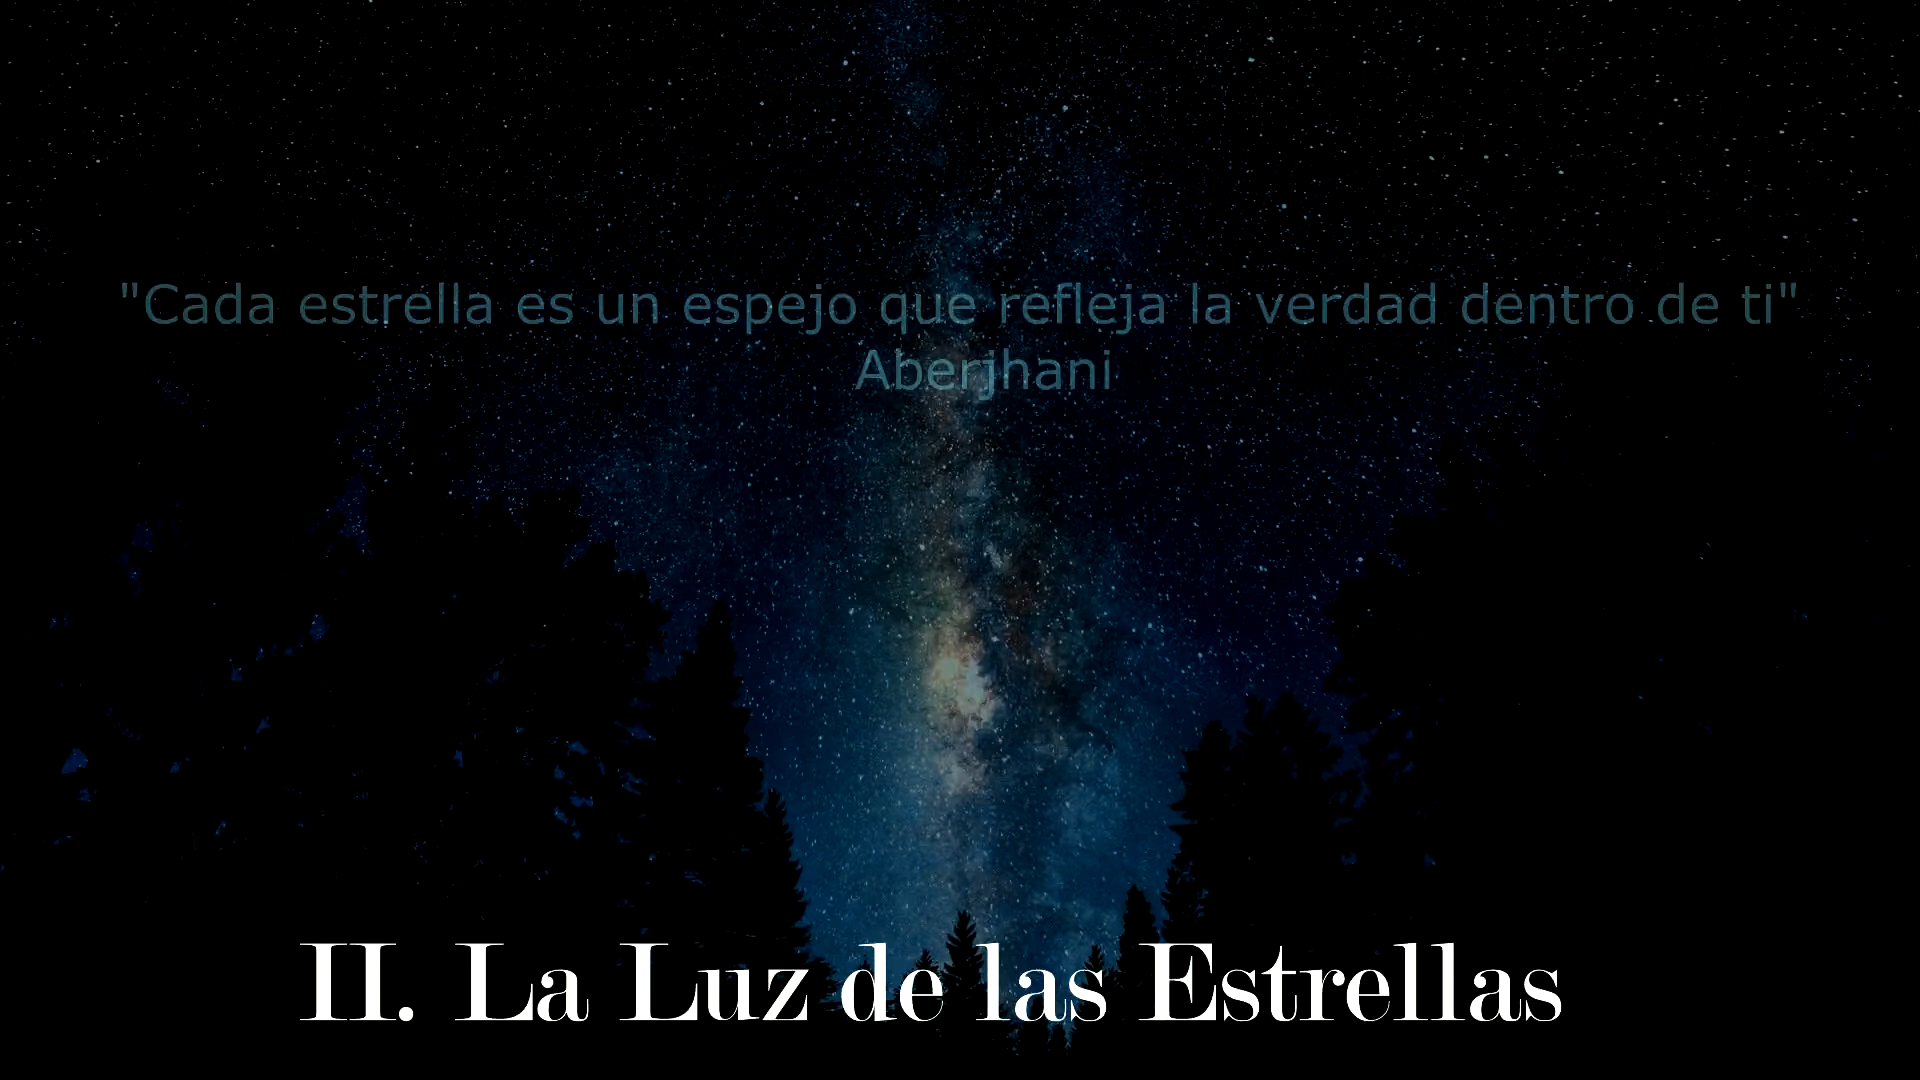 "Cada estrella es un espejo que refleja la verdad dentro de ti"
Aberjhani
II. La Luz de las Estrellas